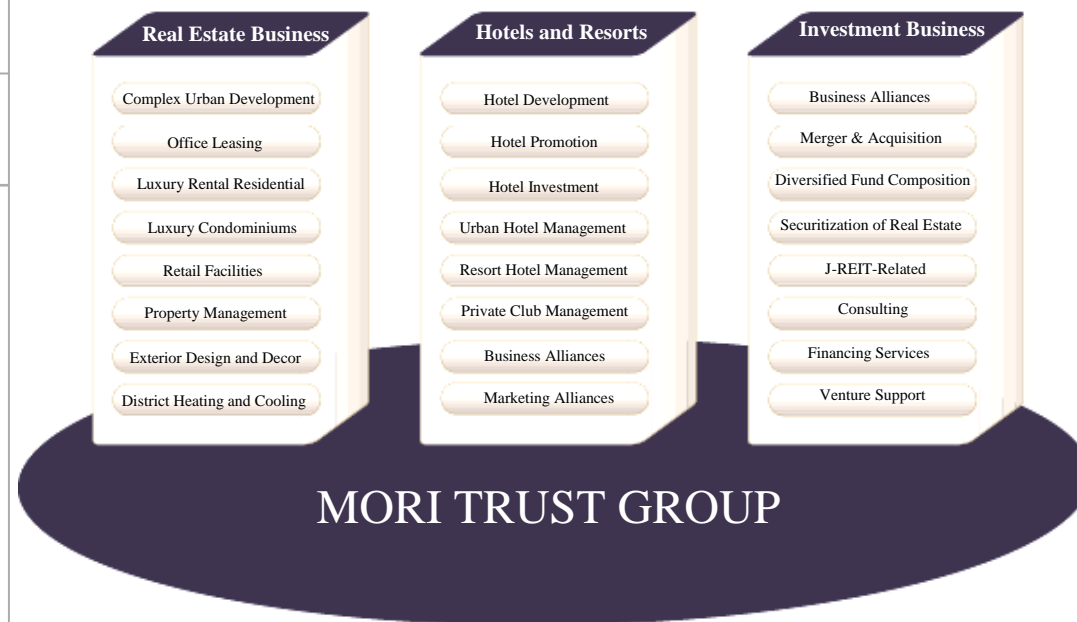 Real Estate Business
Complex Urban Development
Office Leasing
Luxury Rental Residential
Luxury Condominiums
Retail Facilities
Property Management
Exterior Design and Decor
District Heating and Cooling
Hotels and Resorts
Hotel Development
Hotel Promotion
Hotel Investment
Urban Hotel Management
Resort Hotel Management
Private Club Management
Business Alliances
Marketing Alliances
Investment Business
Business Alliances
Merger & Acquisition
Diversified Fund Composition
Securitization of Real Estate
J-REIT-Related
Consulting
Financing Services
Venture Support
MORI TRUST GROUP